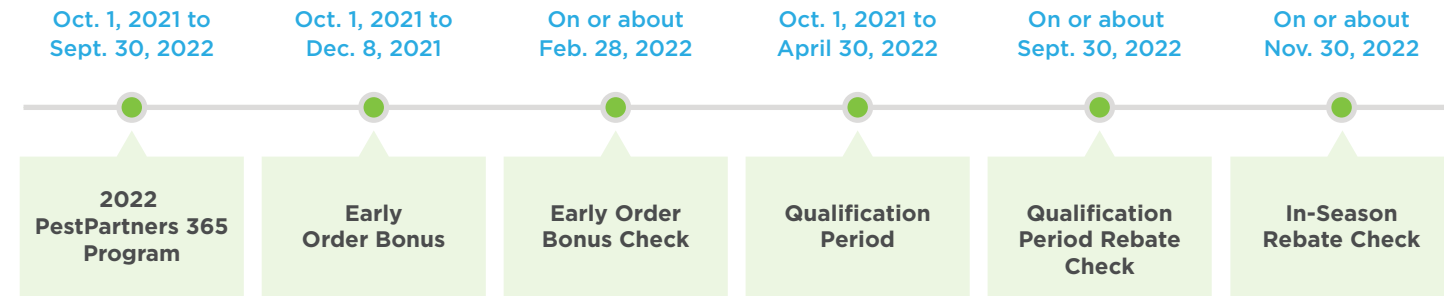 Oct. 1, 2021 to
Sept. 30, 2022
Oct. 1, 2021 to
Dec. 8, 2021
On or about
Feb. 28, 2022
Oct. 1, 2021 to
April 30, 2022
On or about
Sept. 30, 2022
On or about
Nov. 30, 2022
2022
PestPartners 365
Program
Early
Order Bonus
Early Order
Bonus Check
Qualification
Period
Qualification
Period Rebate
Check
In-Season
Rebate Check